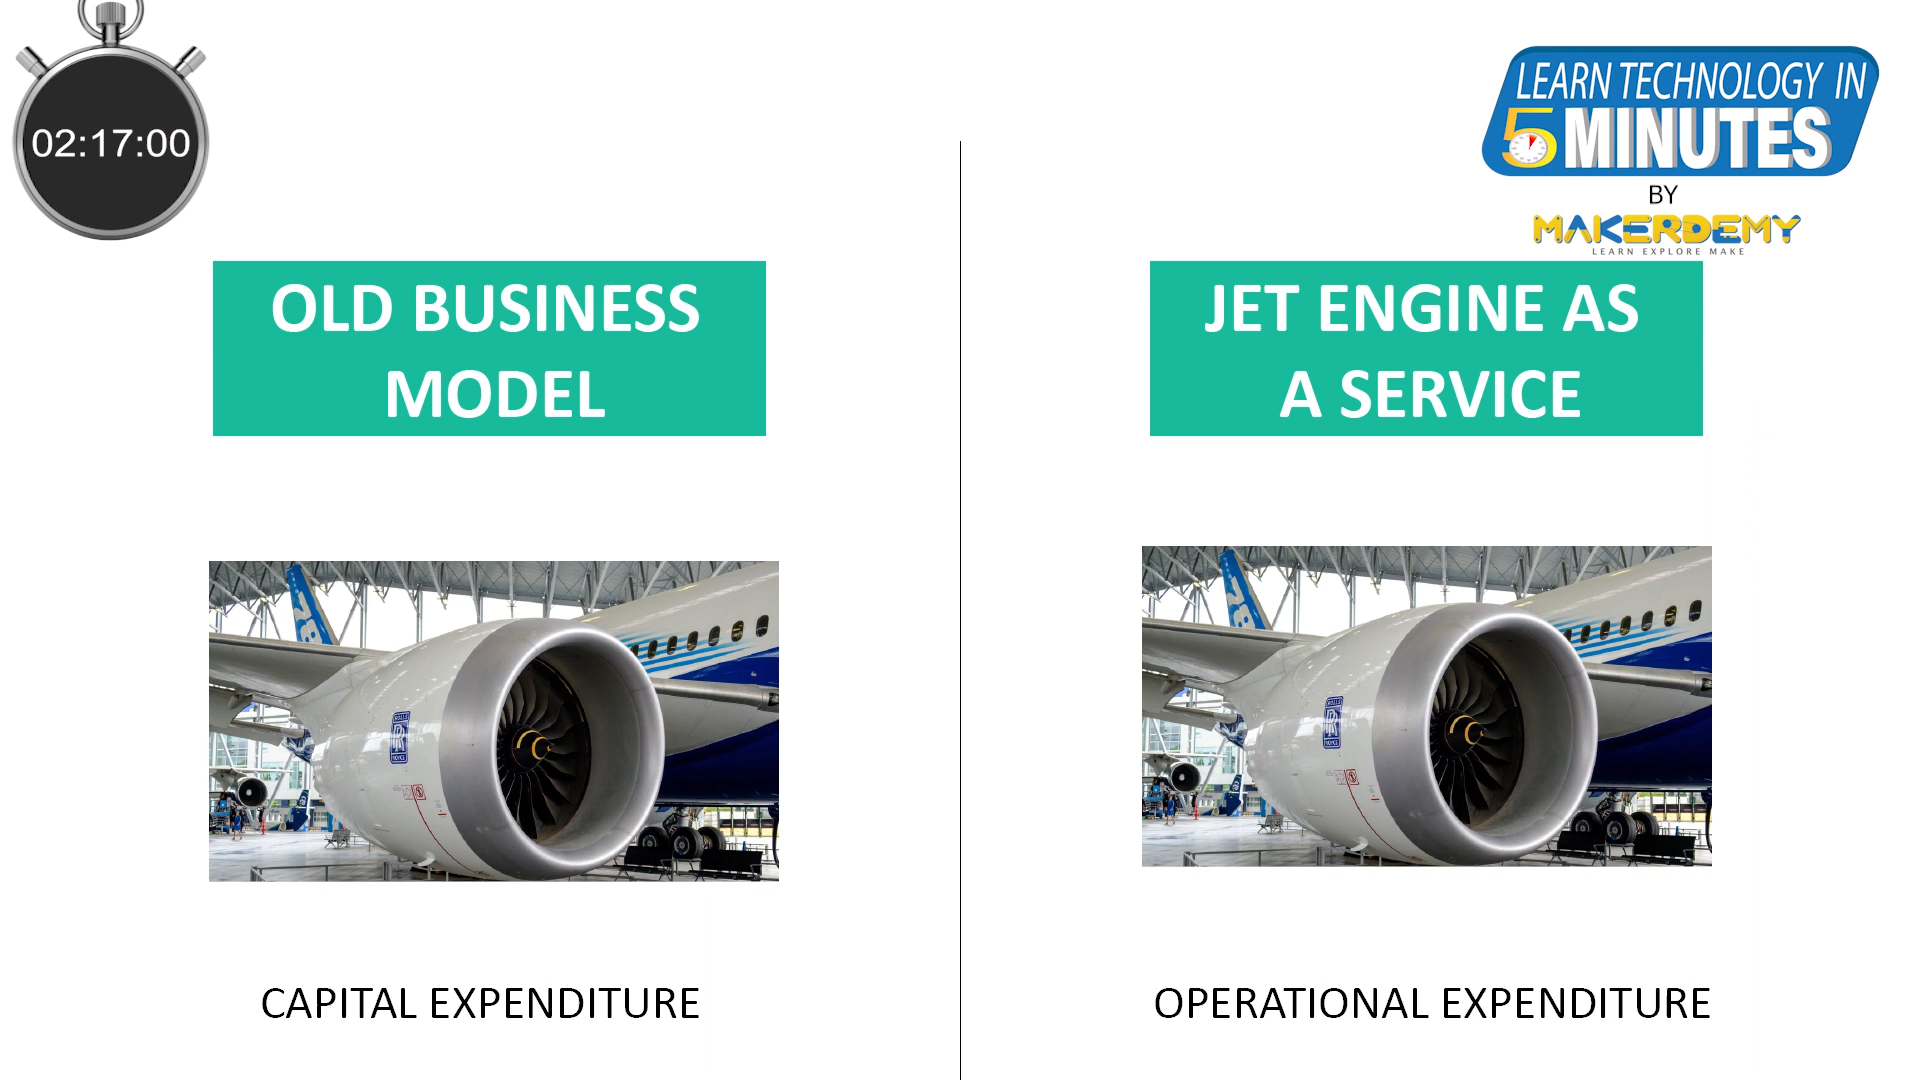 02:17:00
LEARN TECHNOLOGY IN
5 MINUTES
BY
MAKERDEMY
LEARN EXPLORE MAKE
OLD BUSINESS
MODEL
JET ENGINE AS
A SERVICE
CAPITAL EXPENDITURE
OPERATIONAL EXPENDITURE